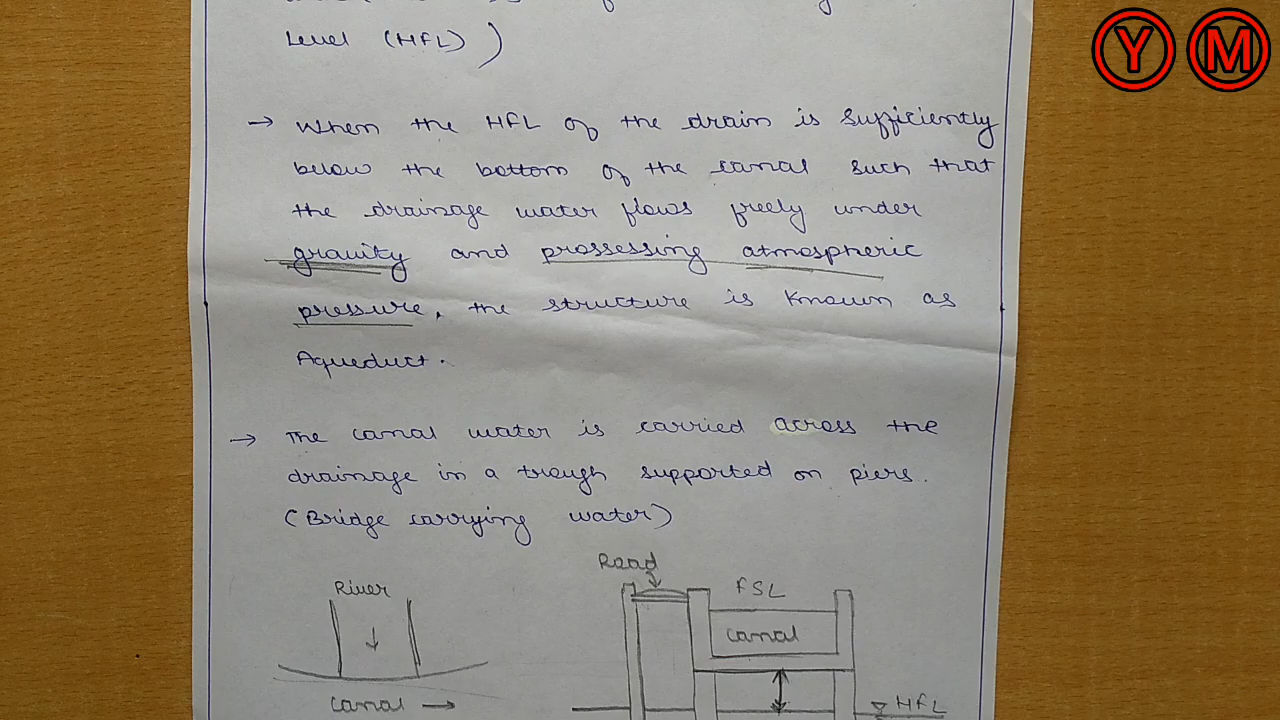 Level (HFL))
→ When the HFL of the drain is sufficiently
below the bottom of the canal such that
the drainage water flows freely under
gravity and prossessing atmospheric
pressure, the structure is known as
Aqueduct.
→ The canal water is carried across the
drainage in a trough supported on piers.
(Bridge carrying water)
Road
River
FSL
canal
canal →
HFL
Y M